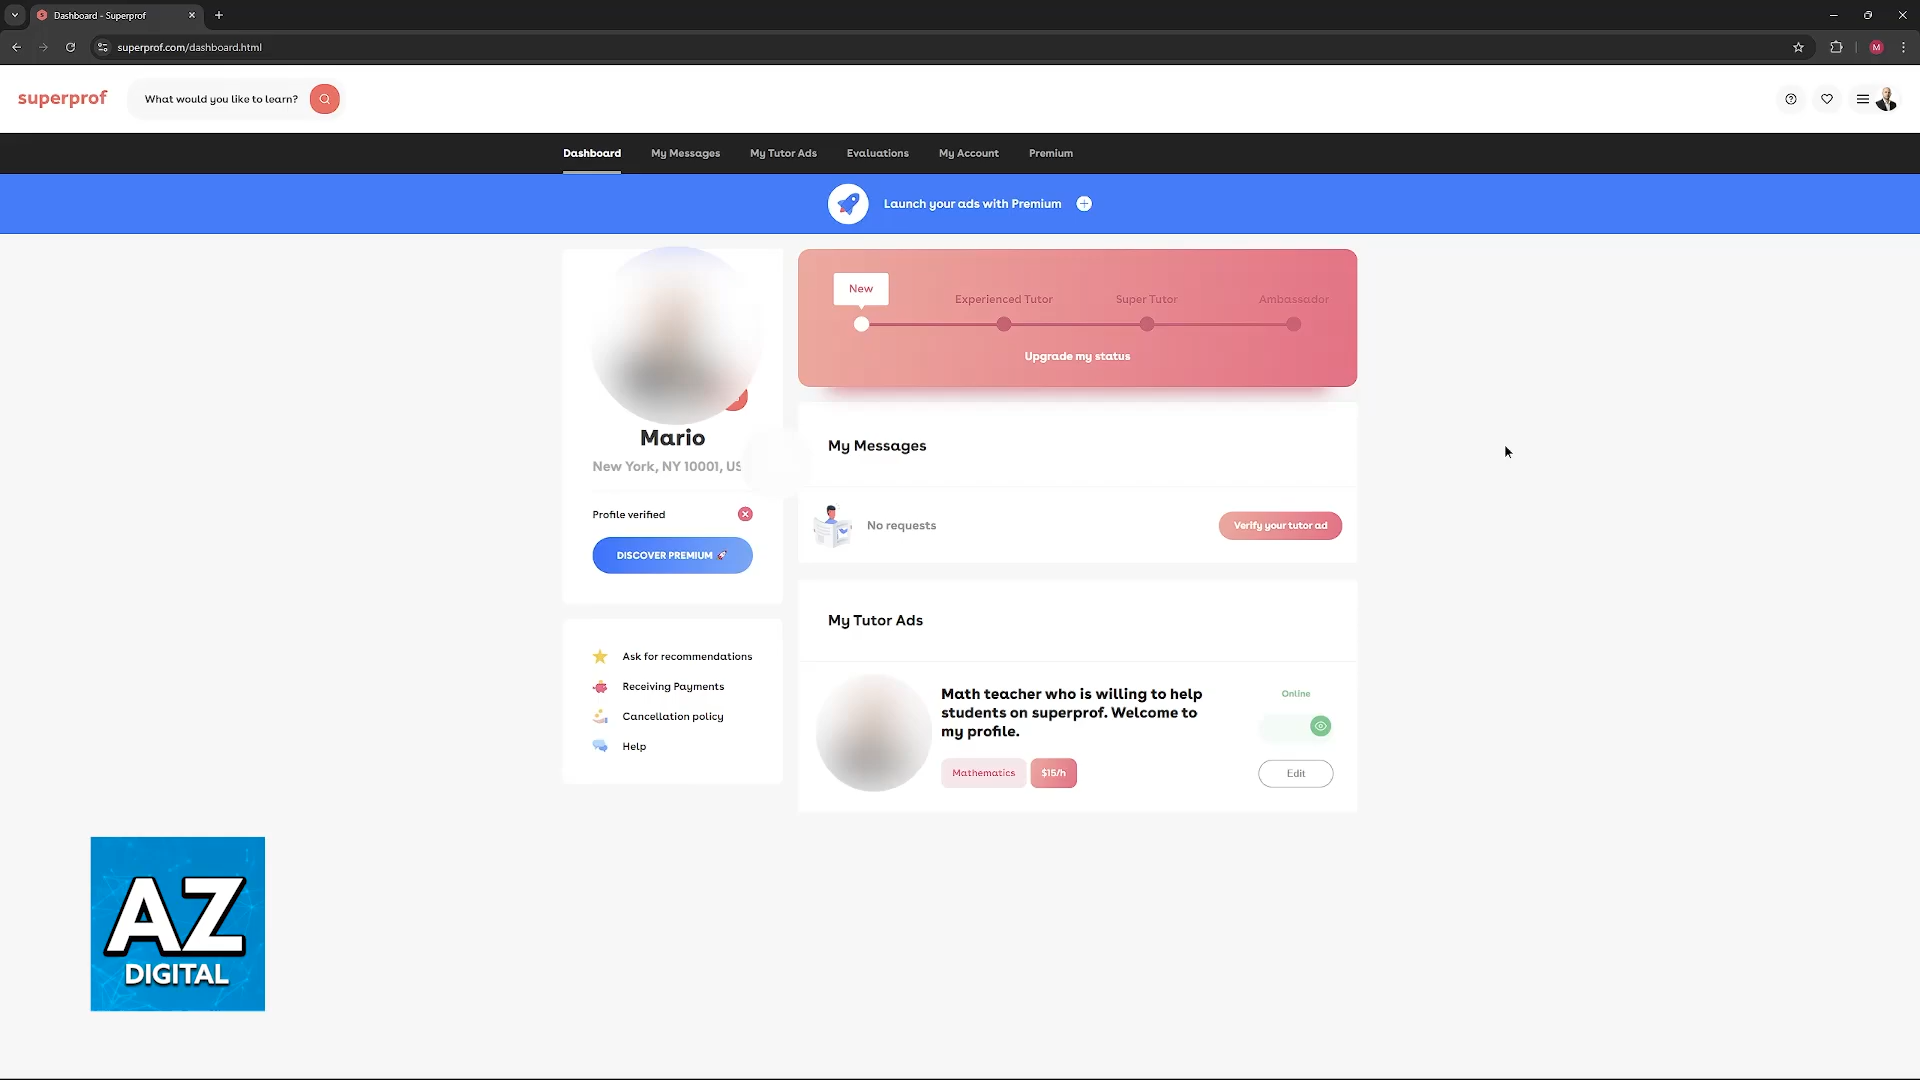 Dashboard - Superprof
superprof.com/dashboard.html
M
superprof
What would you like to learn?
Dashboard
My Messages
My Tutor Ads
Evaluations
My Account
Premium
Launch your ads with Premium
New
Experienced Tutor
Super Tutor
Ambassador
Upgrade my status
Mario
New York, NY 10001, US
Profile verified
DISCOVER PREMIUM 🚀
Ask for recommendations
Receiving Payments
Cancellation policy
Help
My Messages
No requests
Verify your tutor ad
My Tutor Ads
Math teacher who is willing to help
students on superprof. Welcome to
my profile.
Mathematics
$15/h
Online
Edit
AZ
DIGITAL